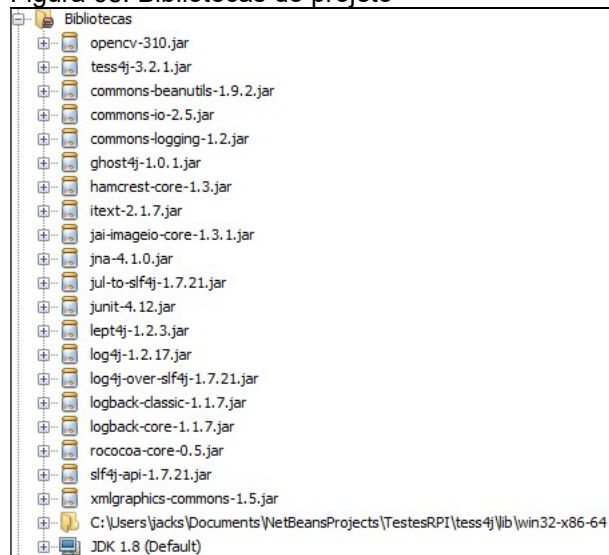 Figura 35: Bibliotecas do projeto
Bibliotecas
opencv-310.jar
tess4j-3.2.1.jar
commons-beanutils-1.9.2.jar
commons-io-2.5.jar
commons-logging-1.2.jar
ghost4j-1.0.1.jar
hamcrest-core-1.3.jar
itext-2.1.7.jar
jai-imageio-core-1.3.1.jar
jna-4.1.0.jar
jul-to-slf4j-1.7.21.jar
junit-4.12.jar
lept4j-1.2.3.jar
log4j-1.2.17.jar
log4j-over-slf4j-1.7.21.jar
logback-classic-1.1.7.jar
logback-core-1.1.7.jar
rococoa-core-0.5.jar
slf4j-api-1.7.21.jar
xmlgraphics-commons-1.5.jar
C:\Users\jacks\Documents\NetBeansProjects\TestesRPI\tess4j\lib\win32-x86-64
JDK 1.8 (Default)